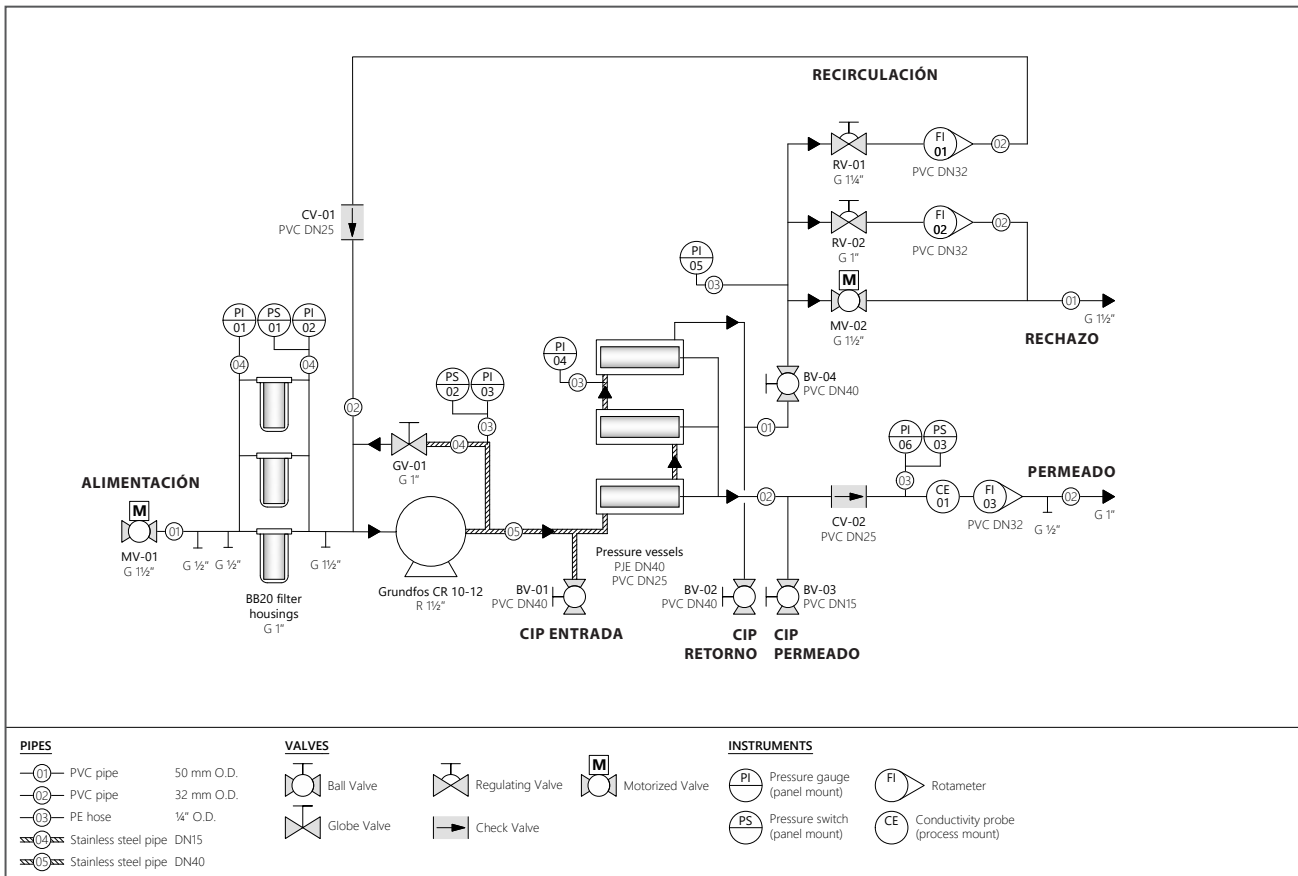 RECIRCULACIÓN
RV-01
G 1¼"
FI
01
02
PVC DN32
CV-01
PVC DN25
RV-02
G 1"
FI
02
02
PVC DN32
PI
05
03
M
MV-02
G 1½"
01
G 1½"
RECHAZO
PI
01
PS
01
PI
02
04
04
PI
04
03
PS
02
PI
03
03
02
BV-04
PVC DN40
01
GV-01
G 1"
04
PI
06
PS
03
03
ALIMENTACIÓN
M
MV-01
G 1½"
01
G ½"
G ½"
G 1½"
BB20 filter
housings
G 1"
Grundfos CR 10-12
R 1½"
05
Pressure vessels
PJE DN40
PVC DN25
02
CV-02
PVC DN25
CE
01
FI
03
PVC DN32
G ½"
02
G 1"
PERMEADO
BV-01
PVC DN40
CIP ENTRADA
BV-02
PVC DN40
CIP
RETORNO
BV-03
PVC DN15
CIP
PERMEADO
PIPES
01 PVC pipe 50 mm O.D.
02 PVC pipe 32 mm O.D.
03 PE hose ¼" O.D.
04 Stainless steel pipe DN15
05 Stainless steel pipe DN40
VALVES
Ball Valve
Globe Valve
Regulating Valve
Check Valve
M
Motorized Valve
INSTRUMENTS
PI
Pressure gauge
(panel mount)
PS
Pressure switch
(panel mount)
FI
Rotameter
CE
Conductivity probe
(process mount)